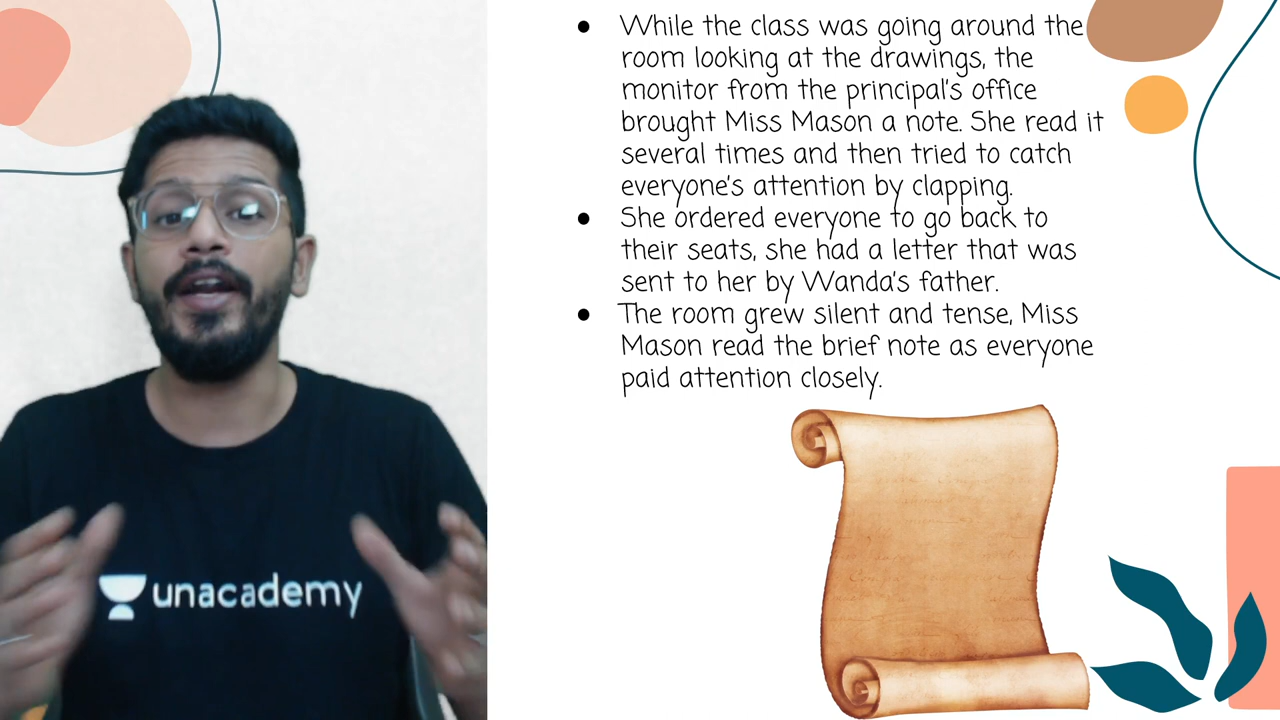 ● While the class was going around the
room looking at the drawings, the
monitor from the principal's office
brought Miss Mason a note. She read it
several times and then tried to catch
everyone's attention by clapping.
● She ordered everyone to go back to
their seats, she had a letter that was
sent to her by Wanda's father.
● The room grew silent and tense, Miss
Mason read the brief note as everyone
paid attention closely.
unacademy